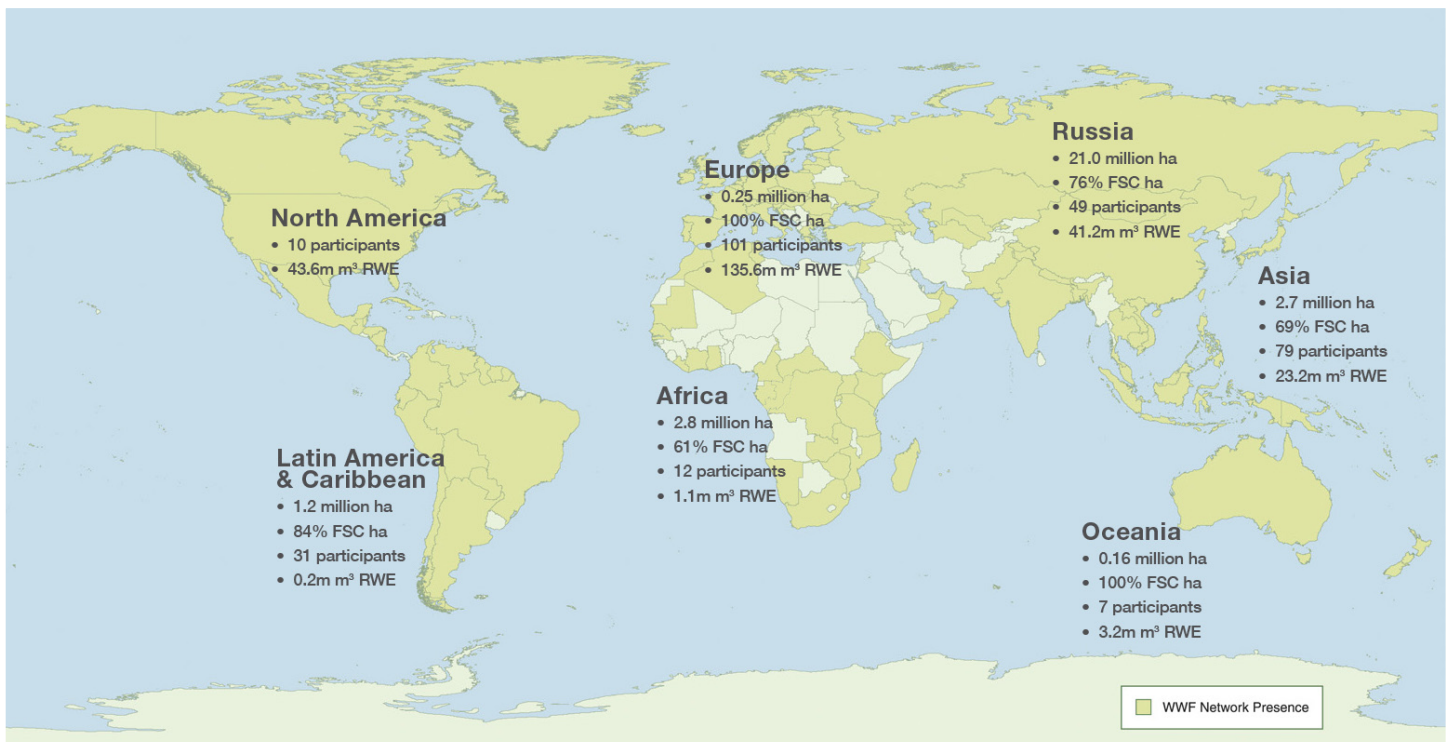 North America
• 10 participants
• 43.6m m³ RWE
Latin America
& Caribbean
• 1.2 million ha
• 84% FSC ha
• 31 participants
• 0.2m m³ RWE
Europe
• 0.25 million ha
• 100% FSC ha
• 101 participants
• 135.6m m³ RWE
Africa
• 2.8 million ha
• 61% FSC ha
• 12 participants
• 1.1m m³ RWE
Russia
• 21.0 million ha
• 76% FSC ha
• 49 participants
• 41.2m m³ RWE
Asia
• 2.7 million ha
• 69% FSC ha
• 79 participants
• 23.2m m³ RWE
Oceania
• 0.16 million ha
• 100% FSC ha
• 7 participants
• 3.2m m³ RWE
WWF Network Presence